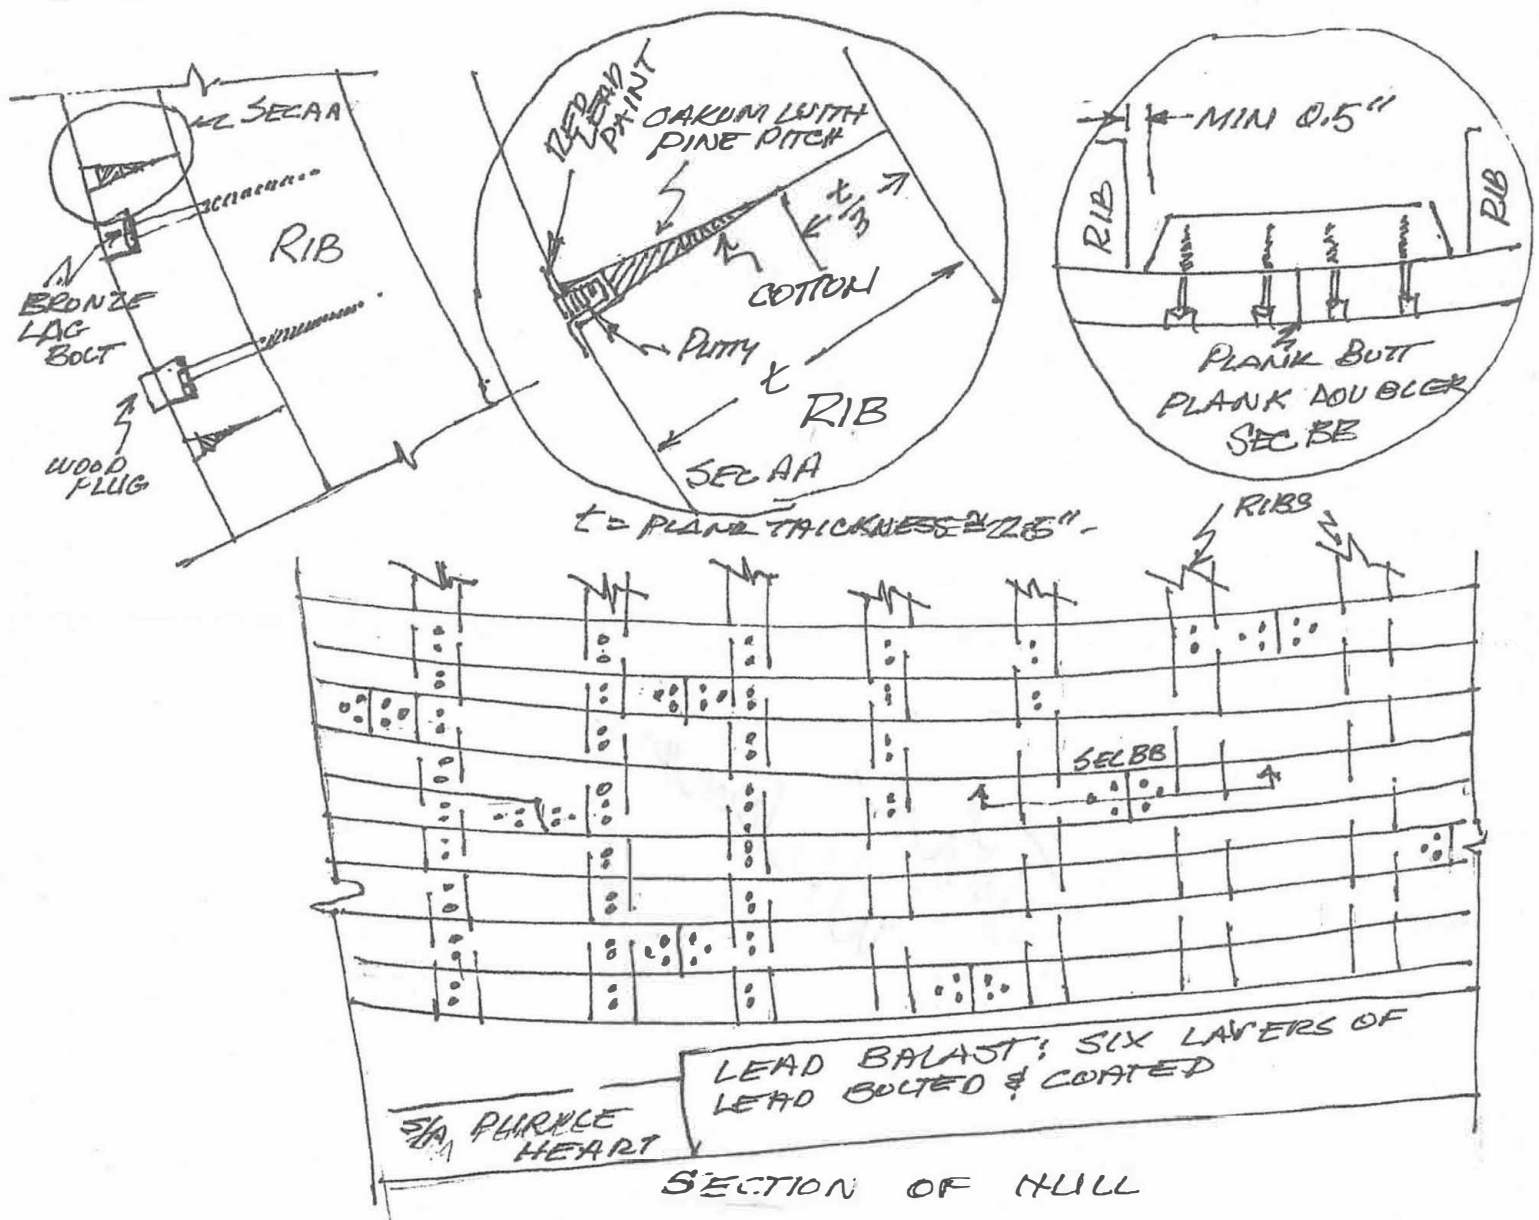 SEC AA
RIB
BRONZE
LAG
BOLT
WOOD
PLUG
RED
LEAD
PAINT
OAKUM WITH
PINE PITCH
t/3
COTTON
PUTTY
t
RIB
SEC AA
t = PLANK THICKNESS ≅
MIN 0.5"
RIB
RIB
PLANK BUTT
PLANK DOUBLER
SEC BB
RIBS
SEC BB
LEAD BALAST: SIX LAYERS OF
LEAD BOLTED & COATED
S/A PURPLE
HEART
SECTION OF HULL